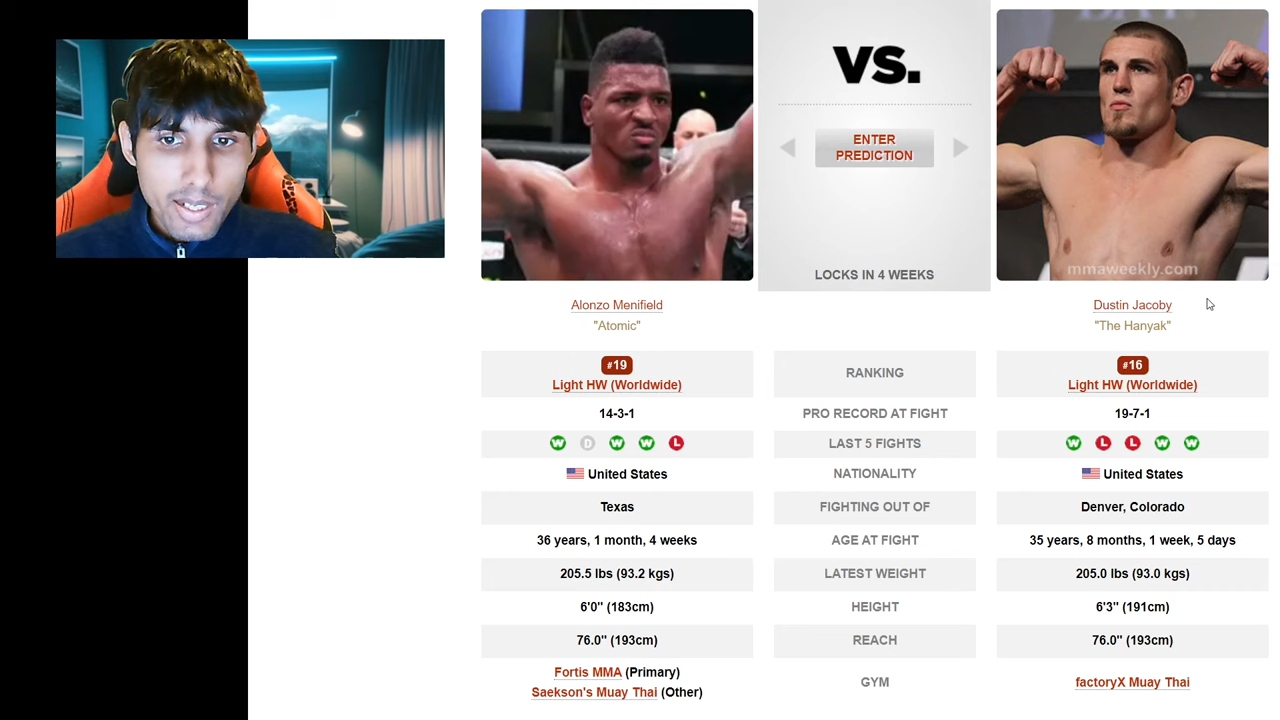 VS.
ENTER
PREDICTION
LOCKS IN 4 WEEKS
mmaweekly.com
Alonzo Menifield
"Atomic"
Dustin Jacoby
"The Hanyak"
#19
Light HW (Worldwide)
RANKING
#16
Light HW (Worldwide)
14-3-1
PRO RECORD AT FIGHT
19-7-1
W D W W L
LAST 5 FIGHTS
W L L W W
United States
NATIONALITY
United States
Texas
FIGHTING OUT OF
Denver, Colorado
36 years, 1 month, 4 weeks
AGE AT FIGHT
35 years, 8 months, 1 week, 5 days
205.5 lbs (93.2 kgs)
LATEST WEIGHT
205.0 lbs (93.0 kgs)
6'0" (183cm)
HEIGHT
6'3" (191cm)
76.0" (193cm)
REACH
76.0" (193cm)
Fortis MMA (Primary)
Saekson's Muay Thai (Other)
GYM
factoryX Muay Thai